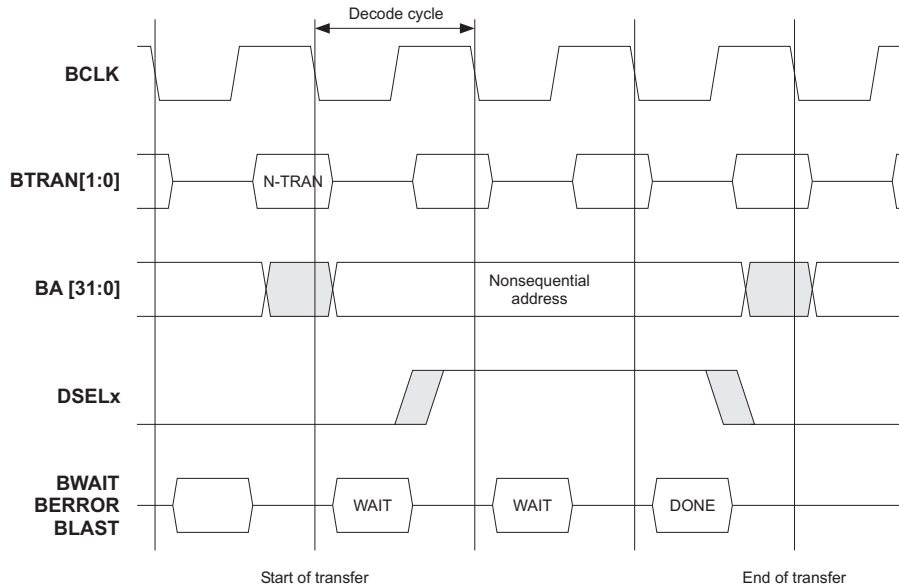 Decode cycle
BCLK
BTRAN[1:0]
N-TRAN
BA [31:0]
Nonsequential
address
DSELx
BWAIT
BERROR
BLAST
WAIT
WAIT
DONE
Start of transfer
End of transfer